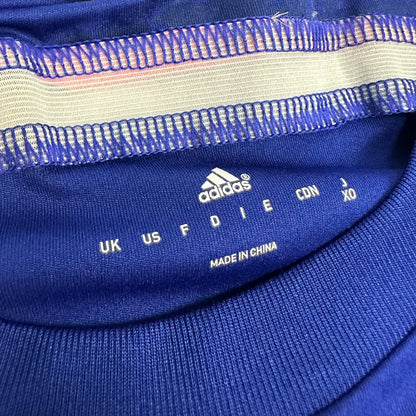 adidas®
UK US F D I E CDN J
XO
MADE IN CHINA